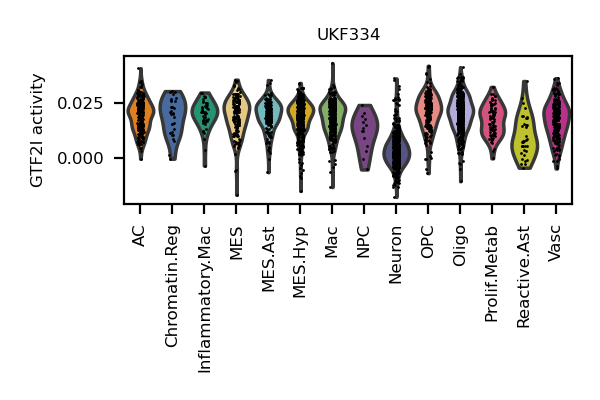 UKF334
GTF2I activity
0.025
0.000
AC
Chromatin.Reg
Inflammatory.Mac
MES
MES.Ast
MES.Hyp
Mac
NPC
Neuron
OPC
Oligo
Prolif.Metab
Reactive.Ast
Vasc